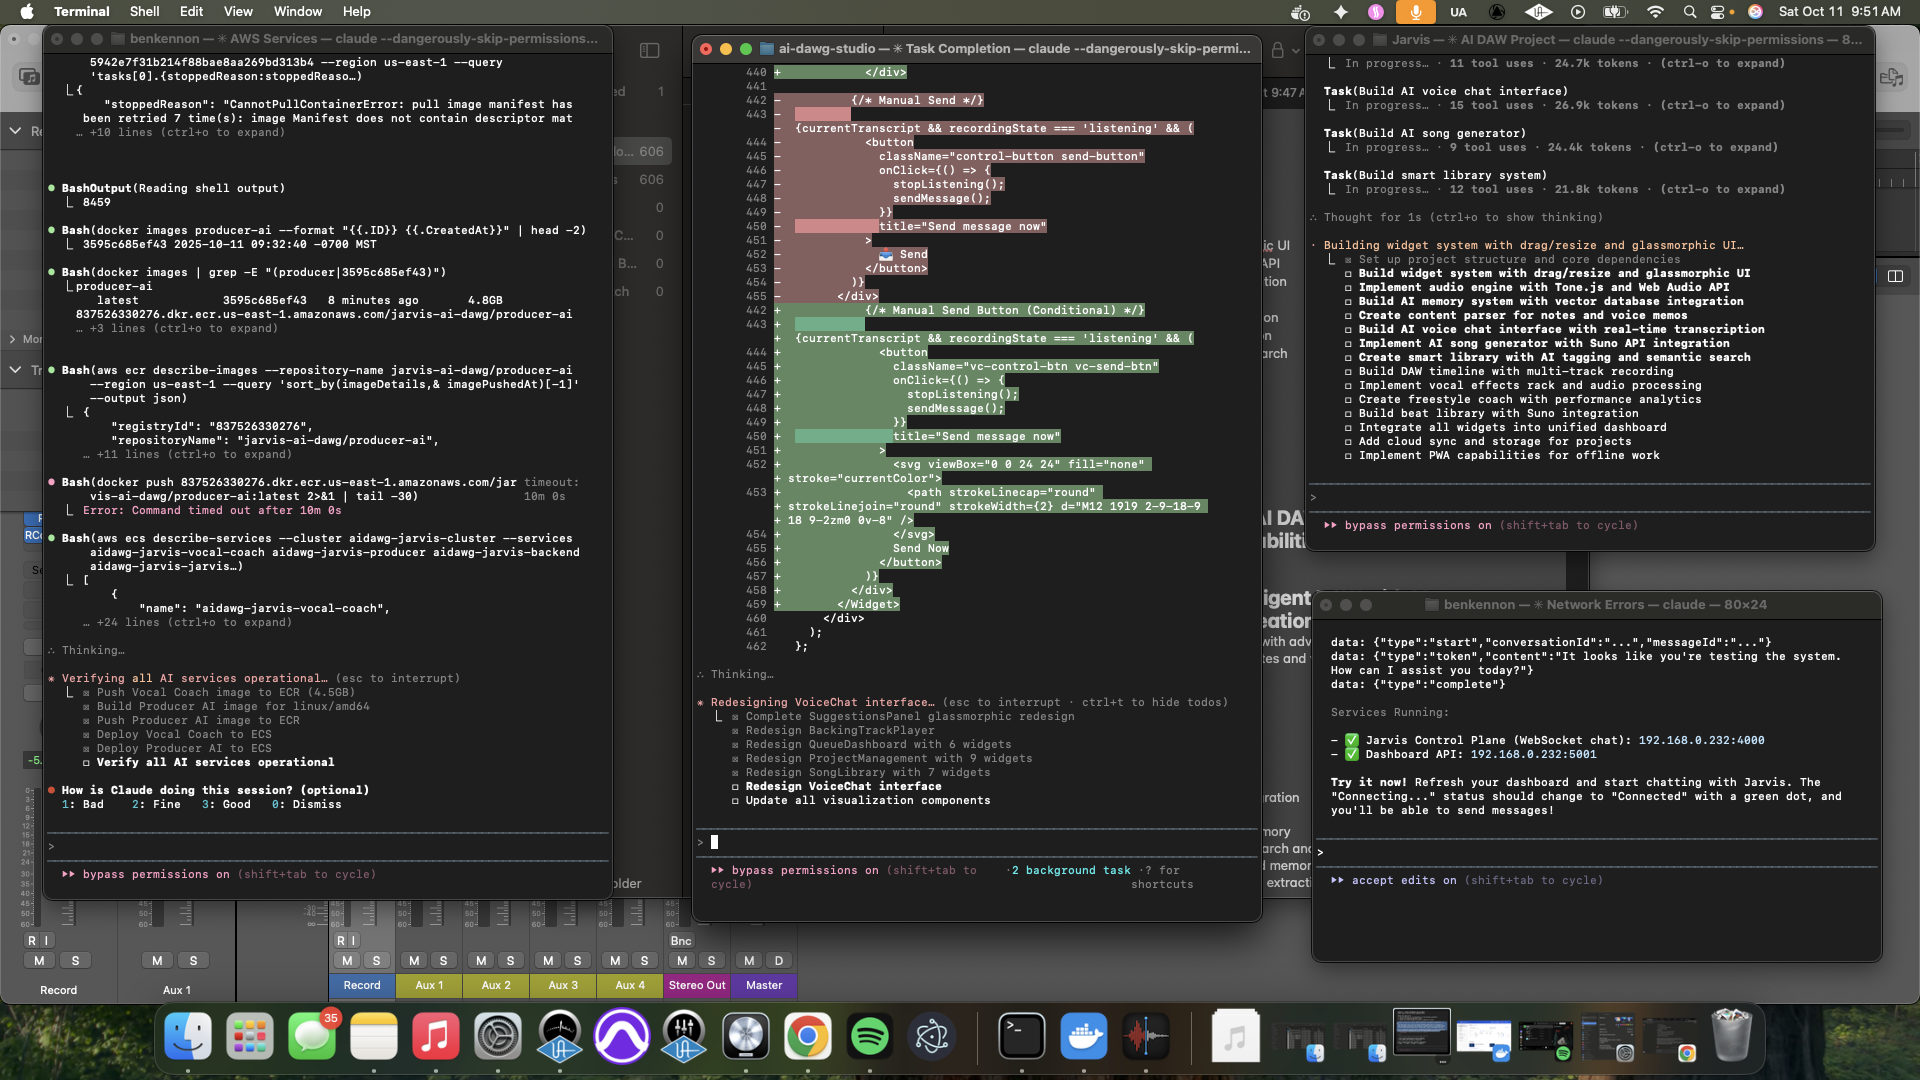 Terminal Shell Edit View Window Help
UA
Sat Oct 11 9:51 AM
benkennon — ✳ AWS Services — claude --dangerously-skip-permissions…
5942e7f31b214f88bae8aa269bd313b4 --region us-east-1 --query
'tasks[0].{stoppedReason:stoppedReaso…)
{
"stoppedReason": "CannotPullContainerError: pull image manifest has
been retried 7 time(s): image Manifest does not contain descriptor mat
… +10 lines (ctrl+o to expand)
BashOutput(Reading shell output)
8459
Bash(docker images producer-ai --format "{{.ID}} {{.CreatedAt}}" | head -2)
3595c685ef43 2025-10-11 09:32:40 -0700 MST
Bash(docker images | grep -E "(producer|3595c685ef43)")
producer-ai
latest 3595c685ef43 8 minutes ago 4.8GB
837526330276.dkr.ecr.us-east-1.amazonaws.com/jarvis-ai-dawg/producer-ai
… +3 lines (ctrl+o to expand)
Bash(aws ecr describe-images --repository-name jarvis-ai-dawg/producer-ai
--region us-east-1 --query 'sort_by(imageDetails,& imagePushedAt)[-1]'
--output json)
{
"registryId": "837526330276",
"repositoryName": "jarvis-ai-dawg/producer-ai",
… +11 lines (ctrl+o to expand)
Bash(docker push 837526330276.dkr.ecr.us-east-1.amazonaws.com/jar timeout:
vis-ai-dawg/producer-ai:latest 2>&1 | tail -30) 10m 0s
Error: Command timed out after 10m 0s
Bash(aws ecs describe-services --cluster aidawg-jarvis-cluster --services
aidawg-jarvis-vocal-coach aidawg-jarvis-producer aidawg-jarvis-backend
aidawg-jarvis-jarvis…)
[
{
"name": "aidawg-jarvis-vocal-coach",
… +24 lines (ctrl+o to expand)
∴ Thinking…
✳ Verifying all AI services operational… (esc to interrupt)
☒ Push Vocal Coach image to ECR (4.5GB)
☒ Build Producer AI image for linux/amd64
☒ Push Producer AI image to ECR
☒ Deploy Vocal Coach to ECS
☒ Deploy Producer AI to ECS
☐ Verify all AI services operational
How is Claude doing this session? (optional)
1: Bad 2: Fine 3: Good 0: Dismiss
>
bypass permissions on (shift+tab to cycle)
ai-dawg-studio — ✳ Task Completion — claude --dangerously-skip-permi…
440 + </div>
441
442 - {/* Manual Send */}
443 -
- {currentTranscript && recordingState === 'listening' && (
444 - <button
445 - className="control-button send-button"
446 - onClick={() => {
447 - stopListening();
448 - sendMessage();
449 - }}
450 - title="Send message now"
451 - >
452 - 📤 Send
453 - </button>
454 - )}
455 - </div>
442 + {/* Manual Send Button (Conditional) */}
443 +
+ {currentTranscript && recordingState === 'listening' && (
444 + <button
445 + className="vc-control-btn vc-send-btn"
446 + onClick={() => {
447 + stopListening();
448 + sendMessage();
449 + }}
450 + title="Send message now"
451 + >
452 + <svg viewBox="0 0 24 24" fill="none"
+ stroke="currentColor">
453 + <path strokeLinecap="round"
+ strokeLinejoin="round" strokeWidth={2} d="M12 19l9 2-9-18-9
+ 18 9-2zm0 0v-8" />
454 + </svg>
455 + Send Now
456 + </button>
457 + )}
458 + </div>
459 + </Widget>
460 </div>
461 );
462 };
∴ Thinking…
✳ Redesigning VoiceChat interface… (esc to interrupt · ctrl+t to hide todos)
☒ Complete SuggestionsPanel glassmorphic redesign
☒ Redesign BackingTrackPlayer
☒ Redesign QueueDashboard with 6 widgets
☒ Redesign ProjectManagement with 9 widgets
☒ Redesign SongLibrary with 7 widgets
☐ Redesign VoiceChat interface
☐ Update all visualization components
>
bypass permissions on (shift+tab to · 2 background task · ? for
cycle) shortcuts
Jarvis — ✳ AI DAW Project — claude --dangerously-skip-permissions — 8…
In progress… · 11 tool uses · 24.7k tokens · (ctrl-o to expand)
Task(Build AI voice chat interface)
In progress… · 15 tool uses · 26.9k tokens · (ctrl-o to expand)
Task(Build AI song generator)
In progress… · 9 tool uses · 24.4k tokens · (ctrl-o to expand)
Task(Build smart library system)
In progress… · 12 tool uses · 21.8k tokens · (ctrl-o to expand)
∴ Thought for 1s (ctrl+o to show thinking)
· Building widget system with drag/resize and glassmorphic UI…
☒ Set up project structure and core dependencies
☐ Build widget system with drag/resize and glassmorphic UI
☐ Implement audio engine with Tone.js and Web Audio API
☐ Build AI memory system with vector database integration
☐ Create content parser for notes and voice memos
☐ Build AI voice chat interface with real-time transcription
☐ Implement AI song generator with Suno API integration
☐ Create smart library with AI tagging and semantic search
☐ Build DAW timeline with multi-track recording
☐ Implement vocal effects rack and audio processing
☐ Create freestyle coach with performance analytics
☐ Build beat library with Suno integration
☐ Integrate all widgets into unified dashboard
☐ Add cloud sync and storage for projects
☐ Implement PWA capabilities for offline work
>
bypass permissions on (shift+tab to cycle)
benkennon — ✳ Network Errors — claude — 80×24
data: {"type":"start","conversationId":"...","messageId":"..."}
data: {"type":"token","content":"It looks like you're testing the system.
How can I assist you today?"}
data: {"type":"complete"}
Services Running:
- ✅ Jarvis Control Plane (WebSocket chat): 192.168.0.232:4000
- ✅ Dashboard API: 192.168.0.232:5001
Try it now! Refresh your dashboard and start chatting with Jarvis. The
"Connecting..." status should change to "Connected" with a green dot, and
you'll be able to send messages!
>
accept edits on (shift+tab to cycle)
606
606
R I
M S
Record
M S
Aux 1
R I
M S
Record
M S
Aux 1
M S
Aux 2
M S
Aux 3
M S
Aux 4
Bnc
M S
Stereo Out
M D
Master
35